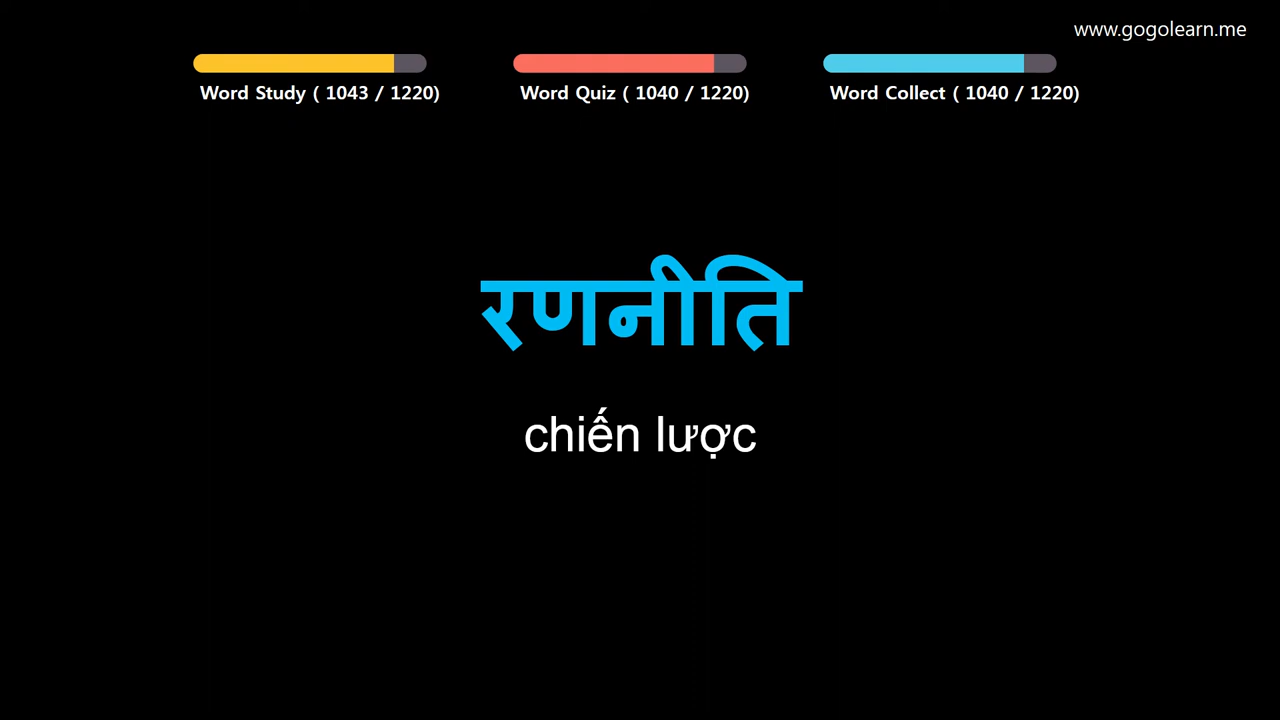 www.gogolearn.me
Word Study ( 1043 / 1220)
Word Quiz ( 1040 / 1220)
Word Collect ( 1040 / 1220)
रणनीति
chiến lược